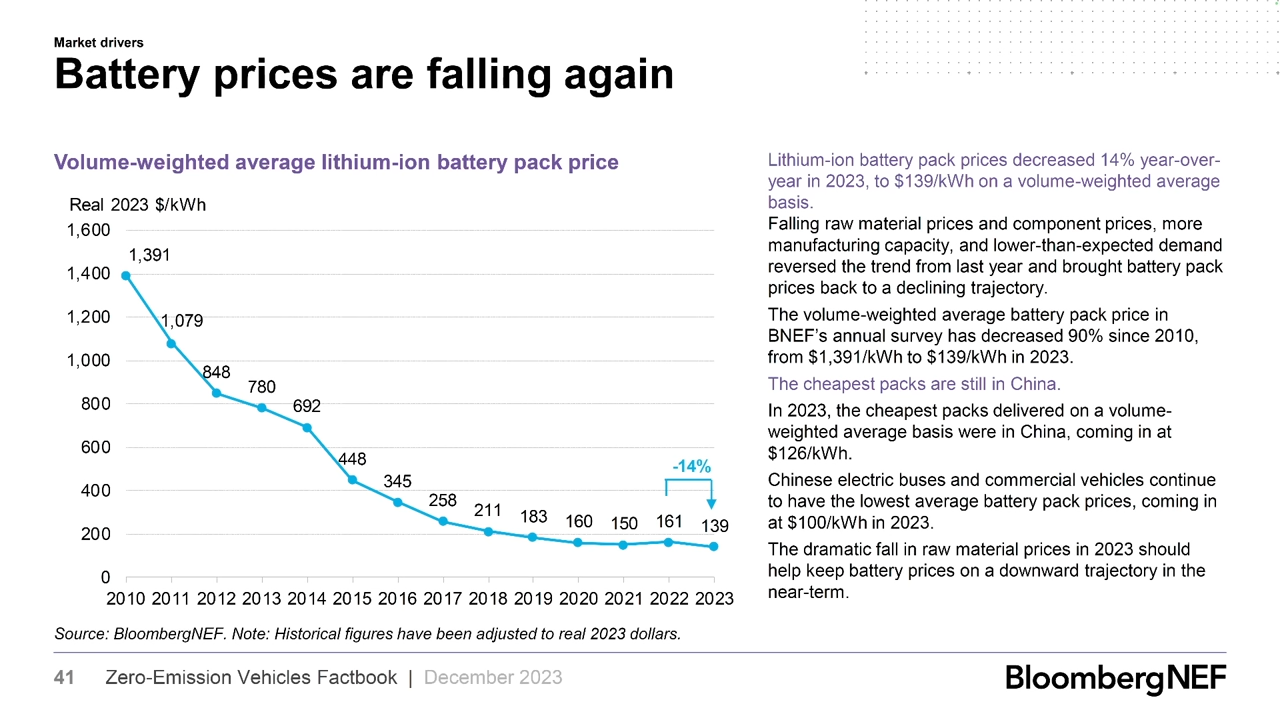 Market drivers
Battery prices are falling again
Volume-weighted average lithium-ion battery pack price
Real 2023 $/kWh
1,600
1,400
1,200
1,000
800
600
400
200
0
1,391
1,079
848
780
692
448
345
258
211
183
160
150
161
139
-14%
2010 2011 2012 2013 2014 2015 2016 2017 2018 2019 2020 2021 2022 2023
Source: BloombergNEF. Note: Historical figures have been adjusted to real 2023 dollars.
Lithium-ion battery pack prices decreased 14% year-over-
year in 2023, to $139/kWh on a volume-weighted average
basis.
Falling raw material prices and component prices, more
manufacturing capacity, and lower-than-expected demand
reversed the trend from last year and brought battery pack
prices back to a declining trajectory.
The volume-weighted average battery pack price in
BNEF’s annual survey has decreased 90% since 2010,
from $1,391/kWh to $139/kWh in 2023.
The cheapest packs are still in China.
In 2023, the cheapest packs delivered on a volume-
weighted average basis were in China, coming in at
$126/kWh.
Chinese electric buses and commercial vehicles continue
to have the lowest average battery pack prices, coming in
at $100/kWh in 2023.
The dramatic fall in raw material prices in 2023 should
help keep battery prices on a downward trajectory in the
near-term.
41 Zero-Emission Vehicles Factbook | December 2023
BloombergNEF